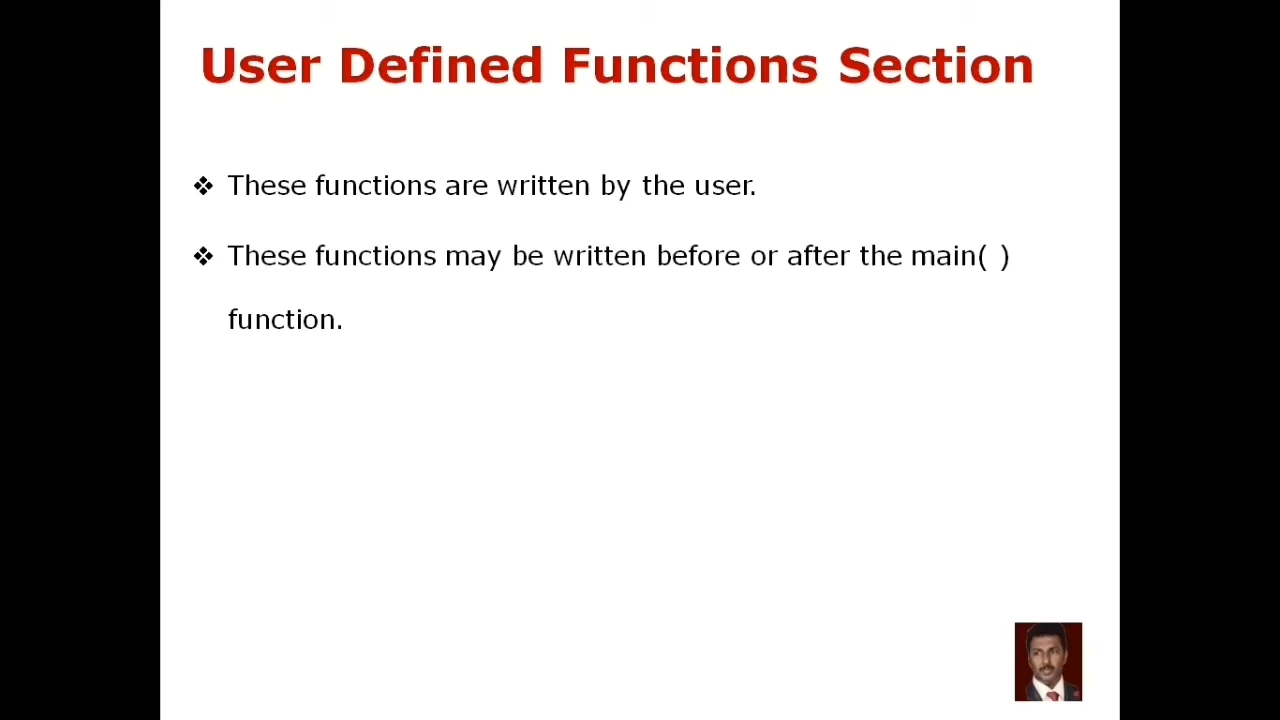 User Defined Functions Section
❖ These functions are written by the user.
❖ These functions may be written before or after the main( )
function.